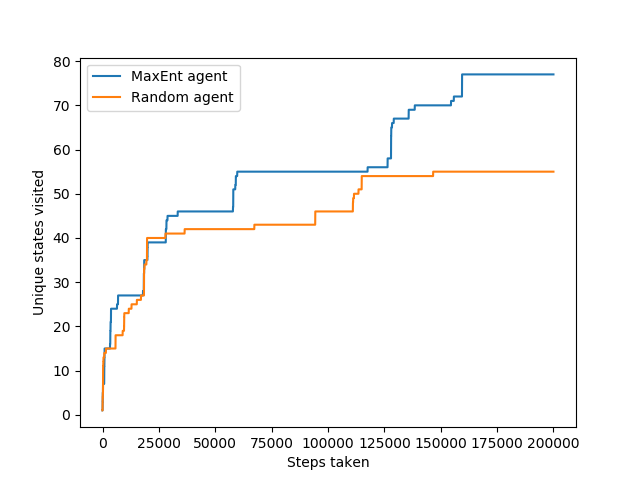 MaxEnt agent
Random agent
80
70
60
50
40
30
20
10
0
Unique states visited
0 25000 50000 75000 100000 125000 150000 175000 200000
Steps taken